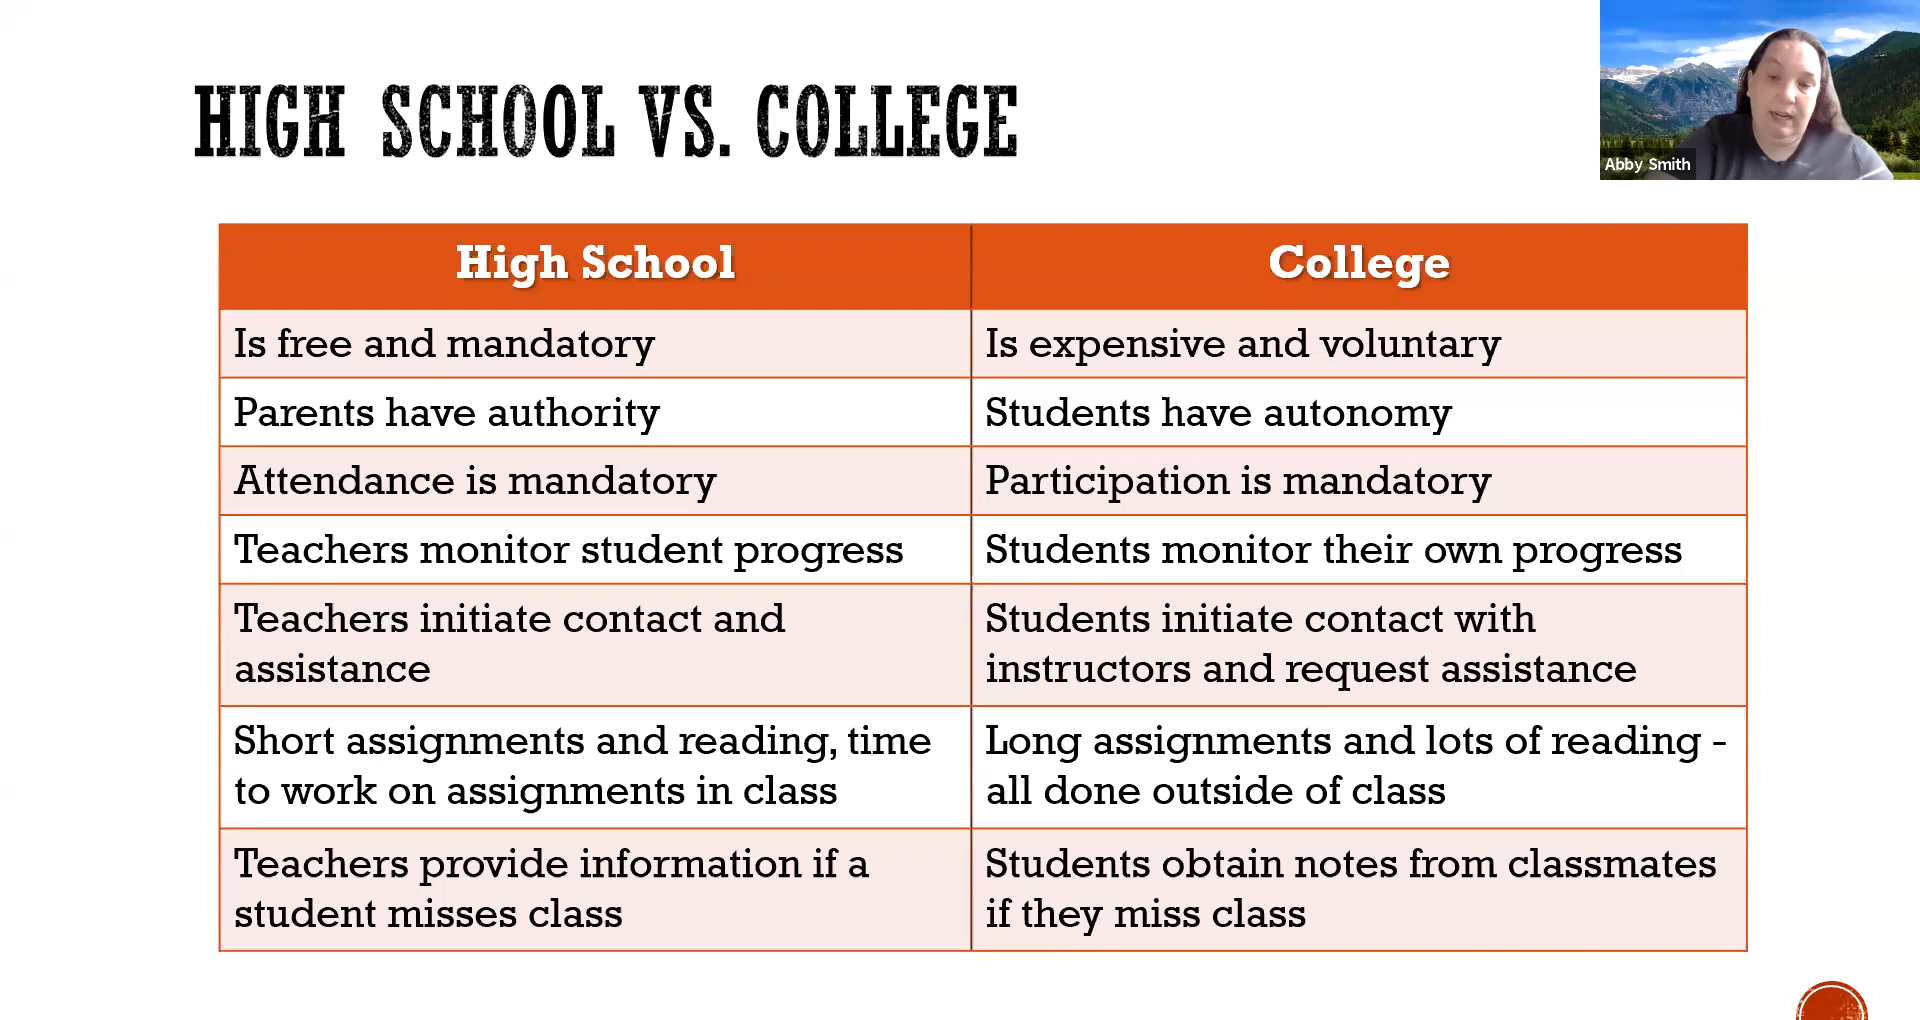 HIGH SCHOOL VS. COLLEGE
Abby Smith
High School
College
Is free and mandatory
Is expensive and voluntary
Parents have authority
Students have autonomy
Attendance is mandatory
Participation is mandatory
Teachers monitor student progress
Students monitor their own progress
Teachers initiate contact and
assistance
Students initiate contact with
instructors and request assistance
Short assignments and reading, time
to work on assignments in class
Long assignments and lots of reading -
all done outside of class
Teachers provide information if a
student misses class
Students obtain notes from classmates
if they miss class